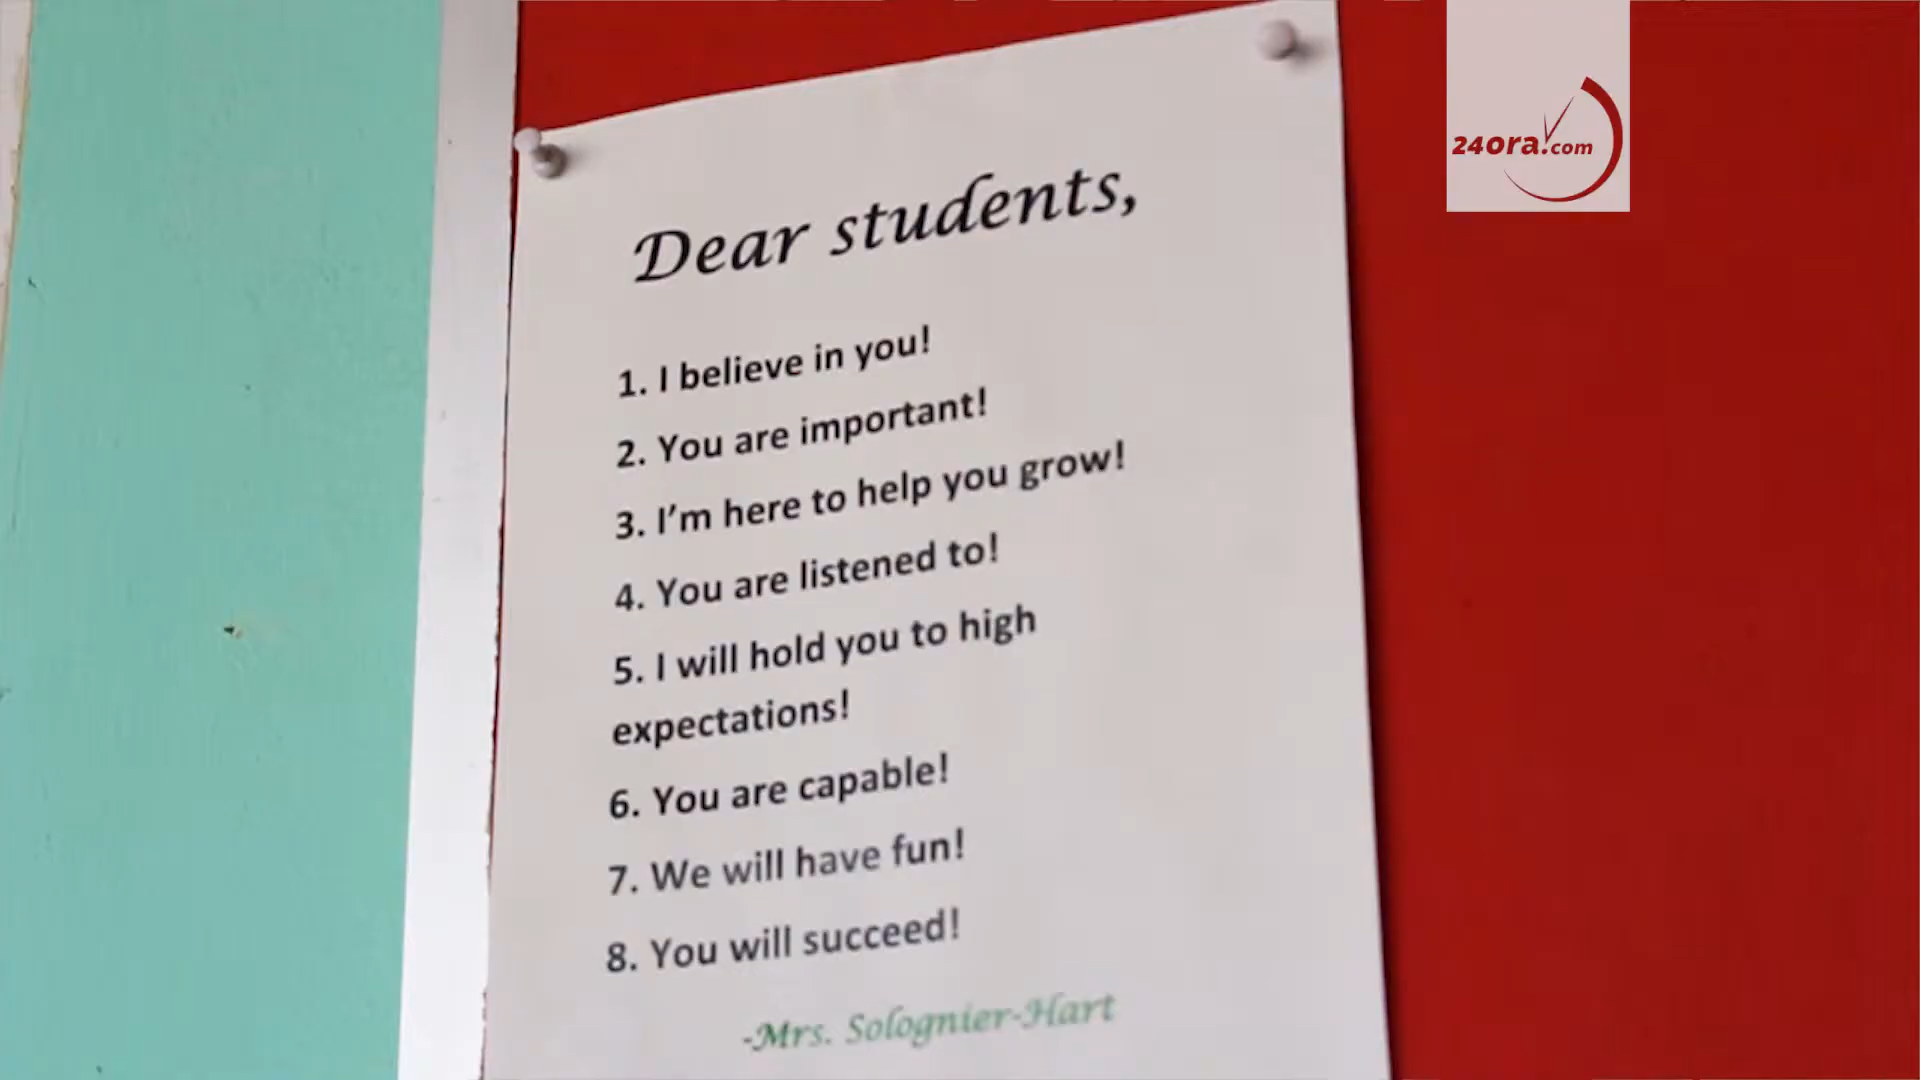 24ora.com
Dear students,
1. I believe in you!
2. You are important!
3. I'm here to help you grow!
4. You are listened to!
5. I will hold you to high
expectations!
6. You are capable!
7. We will have fun!
8. You will succeed!
-Mrs. Solognier-Hart